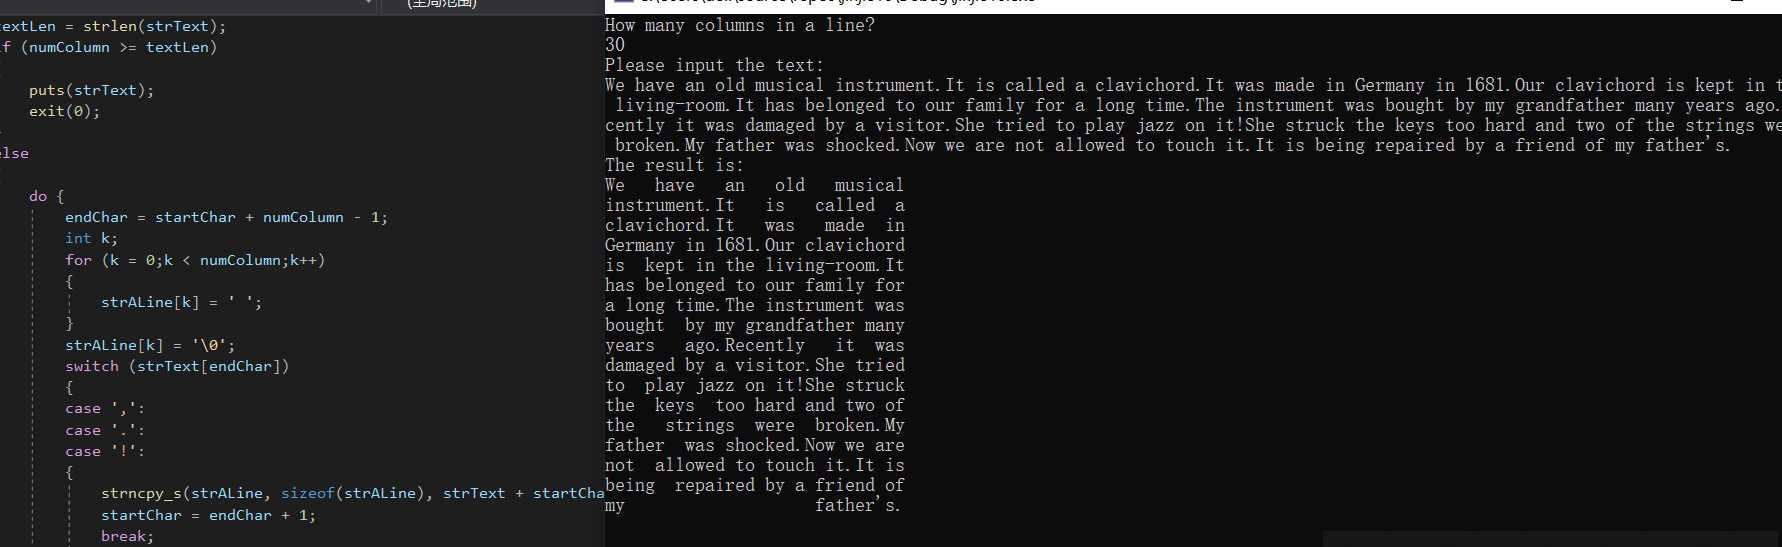 (全局范围)
textLen = strlen(strText);
if (numColumn >= textLen)
puts(strText);
exit(0);
else
do {
endChar = startChar + numColumn - 1;
int k;
for (k = 0;k < numColumn;k++)
{
strALine[k] = ' ';
}
strALine[k] = '\0';
switch (strText[endChar])
{
case ',':
case '.':
case '!':
{
strncpy_s(strALine, sizeof(strALine), strText + startCha
startChar = endChar + 1;
break;
How many columns in a line?
30
Please input the text:
We have an old musical instrument.It is called a clavichord.It was made in Germany in 1681.Our clavichord is kept in t
living-room.It has belonged to our family for a long time.The instrument was bought by my grandfather many years ago.
cently it was damaged by a visitor.She tried to play jazz on it!She struck the keys too hard and two of the strings we
broken.My father was shocked.Now we are not allowed to touch it.It is being repaired by a friend of my father's.
The result is:
We   have   an   old   musical
instrument.It   is   called  a
clavichord.It   was   made  in
Germany in 1681.Our clavichord
is  kept in the living-room.It
has belonged to our family for
a long time.The instrument was
bought  by my grandfather many
years   ago.Recently   it  was
damaged by a visitor.She tried
to  play jazz on it!She struck
the  keys  too hard and two of
the   strings  were  broken.My
father  was shocked.Now we are
not  allowed to touch it.It is
being  repaired by a friend of
my                   father's.